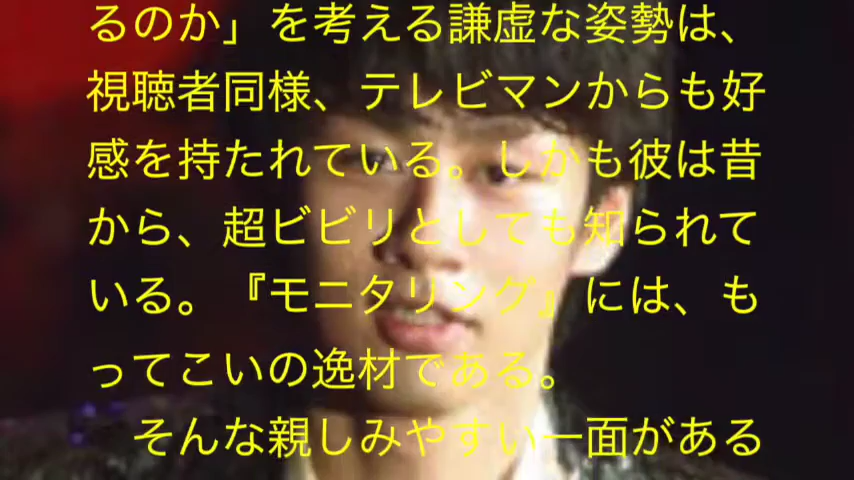 るのか」を考える謙虚な姿勢は、
視聴者同様、テレビマンからも好
感を持たれている。しかも彼は昔
から、超ビビリとしても知られて
いる。『モニタリング』には、も
ってこいの逸材である。
そんな親しみやすい一面がある